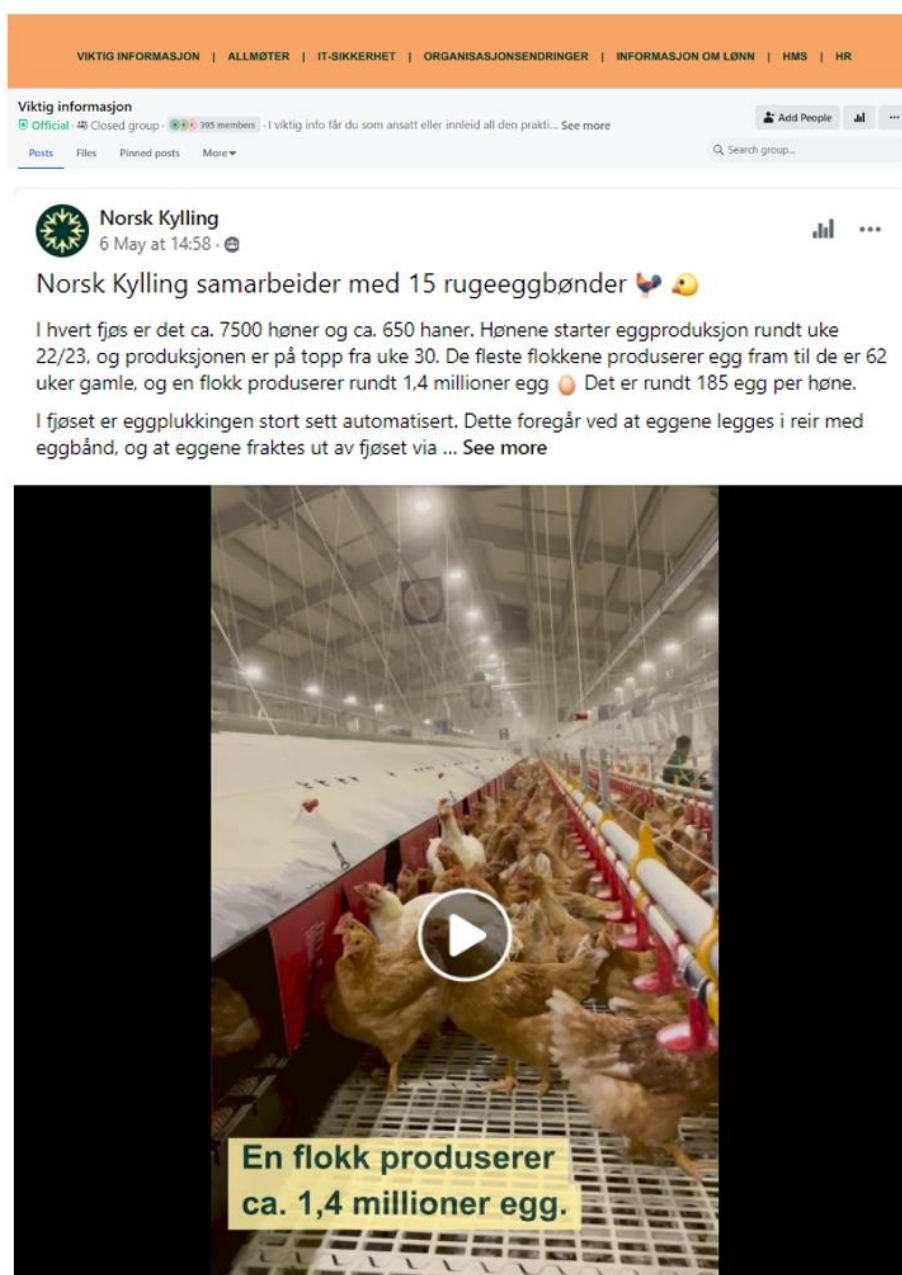 VIKTIG INFORMASJON | ALLMØTER | IT-SIKKERHET | ORGANISASJONSENDRINGER | INFORMASJON OM LØNN | HMS | HR
Viktig informasjon
Official · Closed group · 395 members · I viktig info får du som ansatt eller innleid all den prakti... See more
Add People
Posts Files Pinned posts More
Search group...
Norsk Kylling
6 May at 14:58 ·
Norsk Kylling samarbeider med 15 rugeeggbønder 🐓 🐤
I hvert fjøs er det ca. 7500 høner og ca. 650 haner. Hønene starter eggproduksjon rundt uke
22/23, og produksjonen er på topp fra uke 30. De fleste flokkene produserer egg fram til de er 62
uker gamle, og en flokk produserer rundt 1,4 millioner egg 🥚 Det er rundt 185 egg per høne.
I fjøset er eggplukkingen stort sett automatisert. Dette foregår ved at eggene legges i reir med
eggbånd, og at eggene fraktes ut av fjøset via ... See more
En flokk produserer
ca. 1,4 millioner egg.